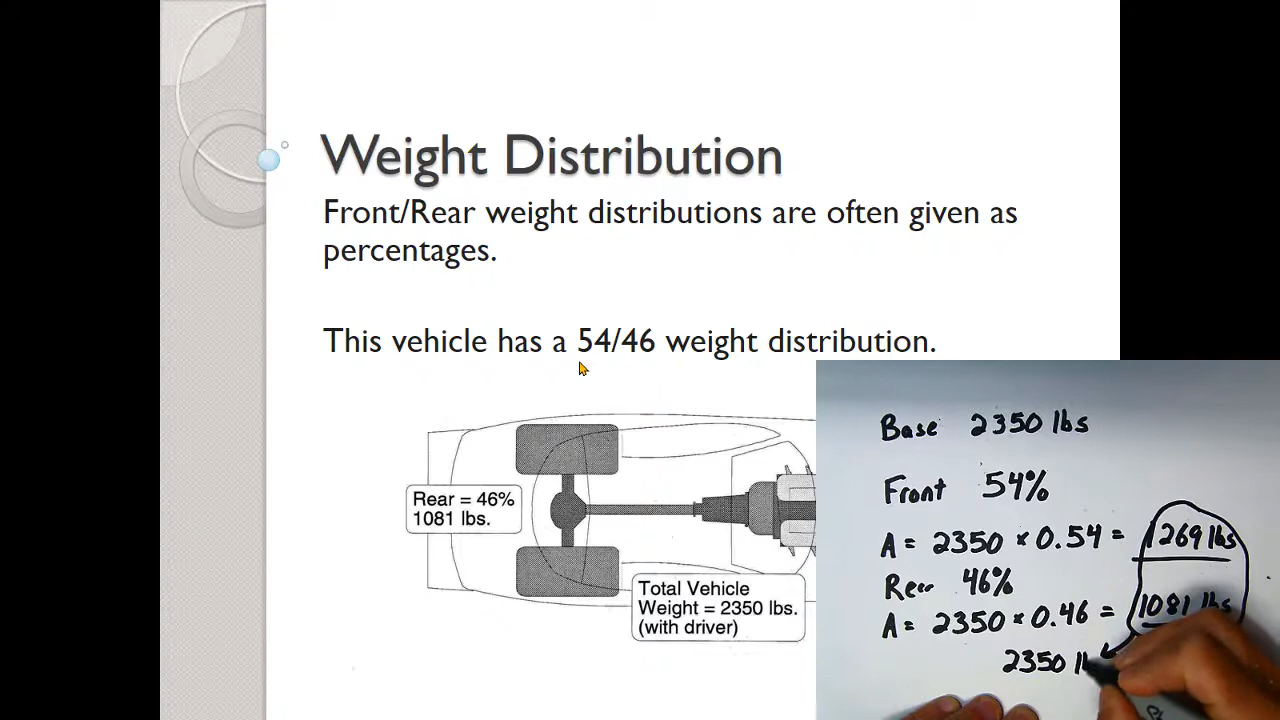 Weight Distribution
Front/Rear weight distributions are often given as
percentages.
This vehicle has a 54/46 weight distribution.
Rear = 46%
1081 lbs.
Total Vehicle
Weight = 2350 lbs.
(with driver)
Base 2350 lbs
Front 54%
A = 2350 × 0.54 = 1269 lbs
Rear 46%
A = 2350 × 0.46 = 1081 lbs
2350